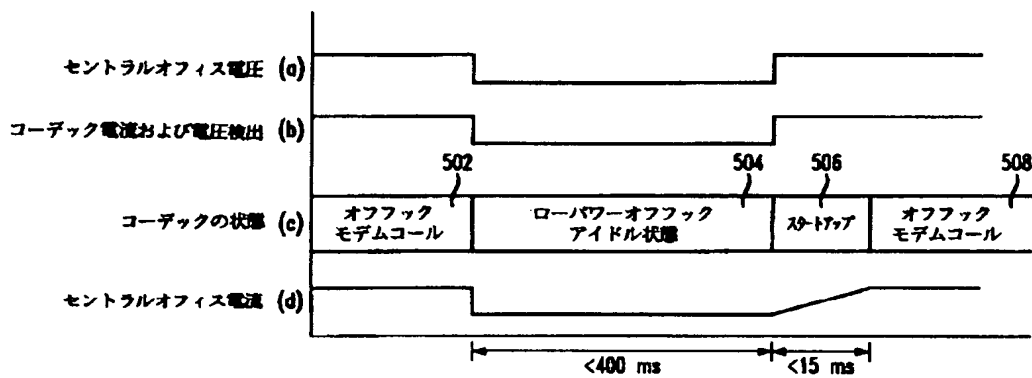 セントラルオフィス電圧 (a)
コーデック電流および電圧検出 (b)
502
504
506
508
コーデックの状態 (c)
オフフック
モデムコール
ローパワーオフフック
アイドル状態
スタートアップ
オフフック
モデムコール
セントラルオフィス電流 (d)
<400 ms
<15 ms